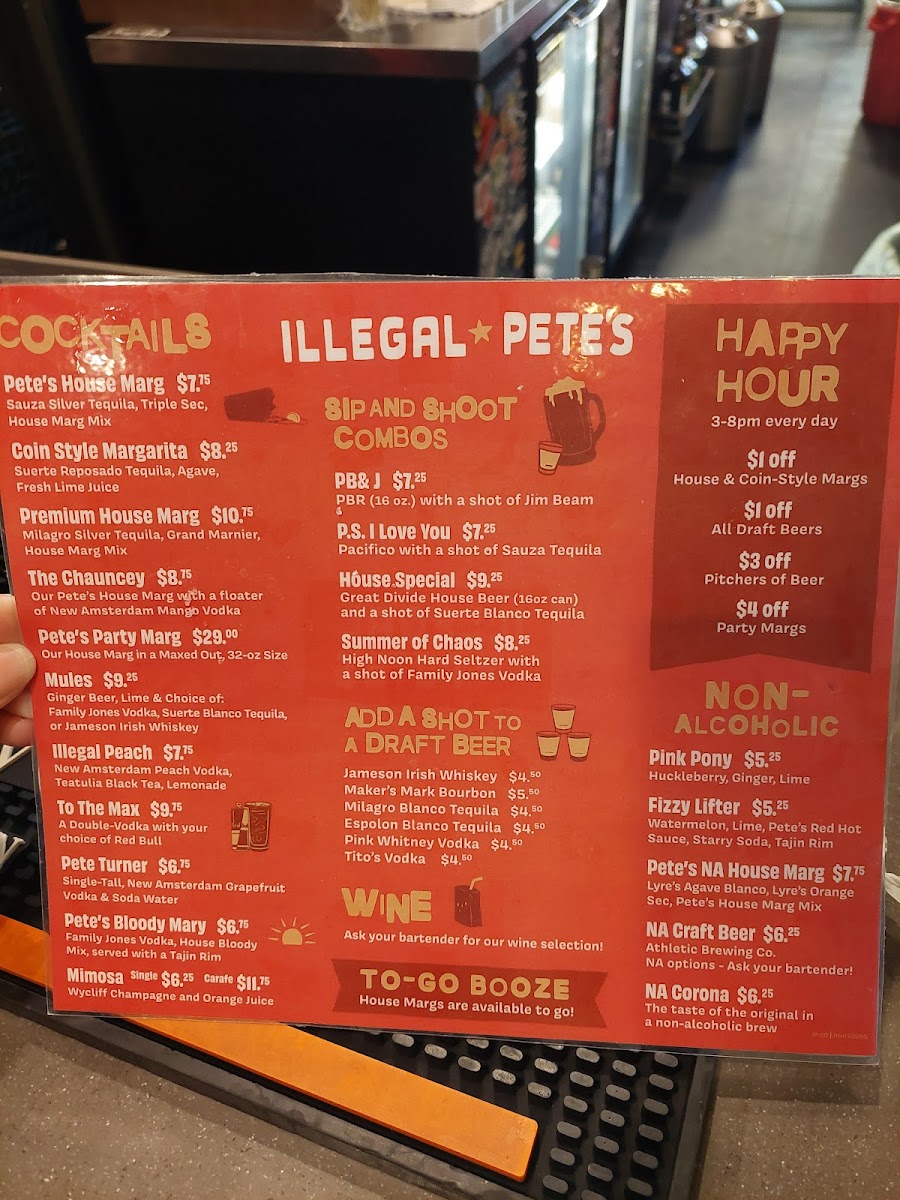 COCKTAILS
Pete's House Marg $7.75
Sauza Silver Tequila, Triple Sec,
House Marg Mix
Coin Style Margarita $8.25
Suerte Reposado Tequila, Agave,
Fresh Lime Juice
Premium House Marg $10.75
Milagro Silver Tequila, Grand Marnier,
House Marg Mix
The Chauncey $8.75
Our Pete's House Marg with a floater
of New Amsterdam Mango Vodka
Pete's Party Marg $29.00
Our House Marg in a Maxed Out, 32-oz Size
Mules $9.25
Ginger Beer, Lime & Choice of:
Family Jones Vodka, Suerte Blanco Tequila,
or Jameson Irish Whiskey
Illegal Peach $7.75
New Amsterdam Peach Vodka,
Teatulia Black Tea, Lemonade
To The Max $9.75
A Double-Vodka with your
choice of Red Bull
Pete Turner $6.75
Single-Tall, New Amsterdam Grapefruit
Vodka & Soda Water
Pete's Bloody Mary $6.75
Family Jones Vodka, House Bloody
Mix, served with a Tajin Rim
Mimosa Single $6.25 Carafe $11.75
Wycliff Champagne and Orange Juice
ILLEGAL PETE'S
SIP AND SHOOT
COMBOS
PB&J $7.25
PBR (16 oz.) with a shot of Jim Beam
P.S. I Love You $7.25
Pacifico with a shot of Sauza Tequila
House Special $9.25
Great Divide House Beer (16oz can)
and a shot of Suerte Blanco Tequila
Summer of Chaos $8.25
High Noon Hard Seltzer with
a shot of Family Jones Vodka
ADD A SHOT TO
A DRAFT BEER
Jameson Irish Whiskey $4.50
Maker's Mark Bourbon $5.50
Milagro Blanco Tequila $4.50
Espolon Blanco Tequila $4.50
Pink Whitney Vodka $4.50
Tito's Vodka $4.50
WINE
Ask your bartender for our wine selection!
TO-GO BOOZE
House Margs are available to go!
HAPPY
HOUR
3-8pm every day
$1 off
House & Coin-Style Margs
$1 off
All Draft Beers
$3 off
Pitchers of Beer
$4 off
Party Margs
NON-
ALCOHOLIC
Pink Pony $5.25
Huckleberry, Ginger, Lime
Fizzy Lifter $5.25
Watermelon, Lime, Pete's Red Hot
Sauce, Starry Soda, Tajin Rim
Pete's NA House Marg $7.75
Lyre's Agave Blanco, Lyre's Orange
Sec, Pete's House Marg Mix
NA Craft Beer $6.25
Athletic Brewing Co.
NA options - Ask your bartender!
NA Corona $6.25
The taste of the original in
a non-alcoholic brew